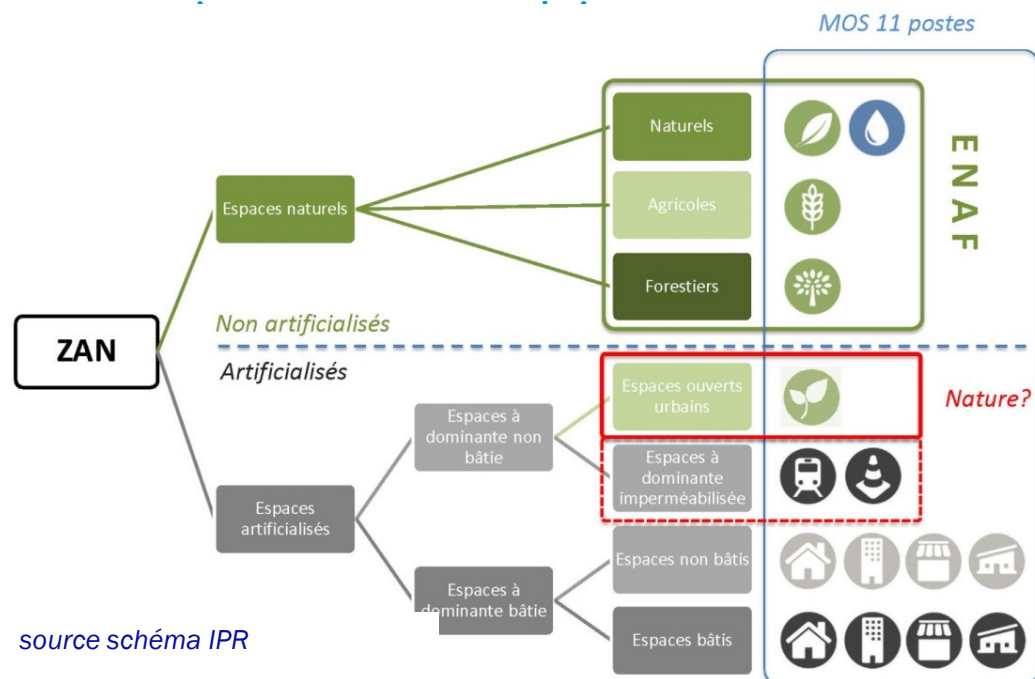 MOS 11 postes
Naturels
Espaces naturels
Agricoles
ENAF
Forestiers
Non artificialisés
ZAN
Artificialisés
Espaces ouverts
urbains
Nature?
Espaces à
dominante non
bâtie
Espaces à
dominante
imperméabilisée
Espaces
artificialisés
Espaces non bâtis
Espaces à
dominante bâtie
Espaces bâtis
source schéma IPR